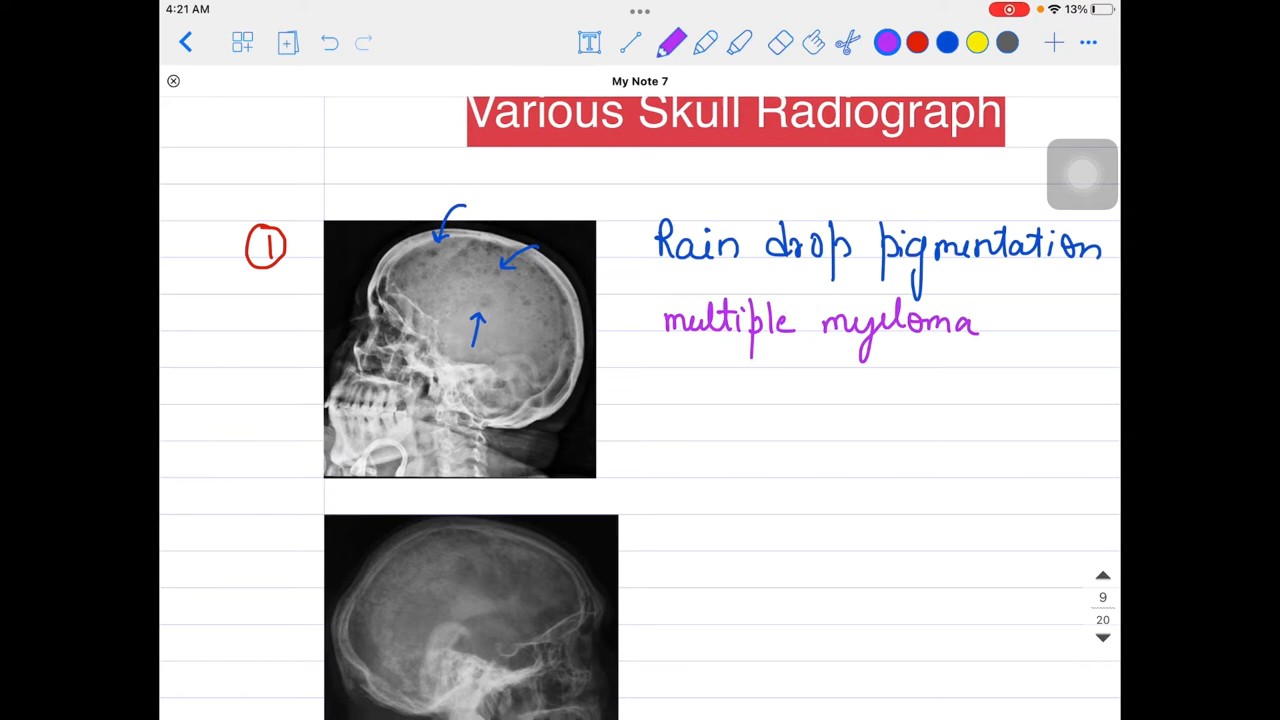 4:21 AM
13%
T
My Note 7
Various Skull Radiograph
1
Rain drop pigmentation
multiple myeloma
9
20